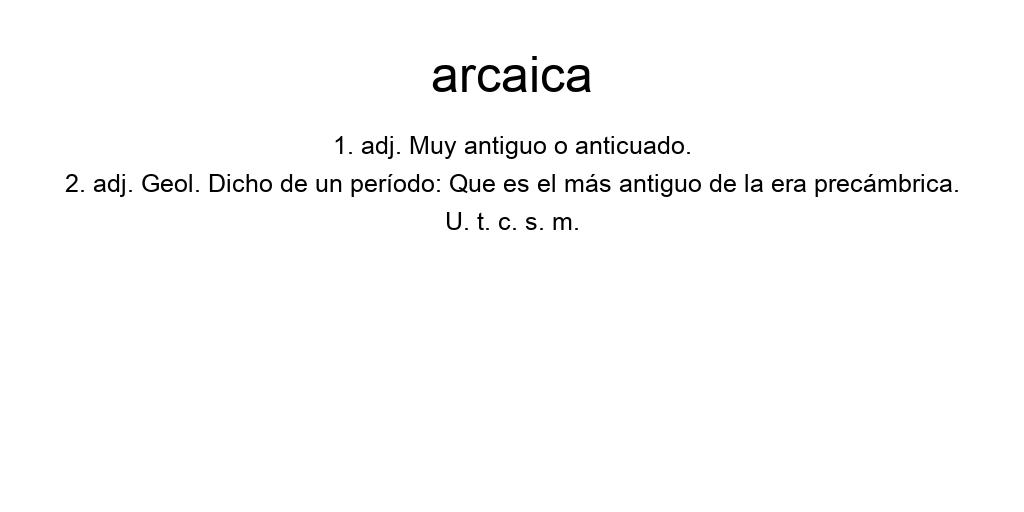 arcaica
1. adj. Muy antiguo o anticuado.
2. adj. Geol. Dicho de un período: Que es el más antiguo de la era precámbrica.
U. t. c. s. m.